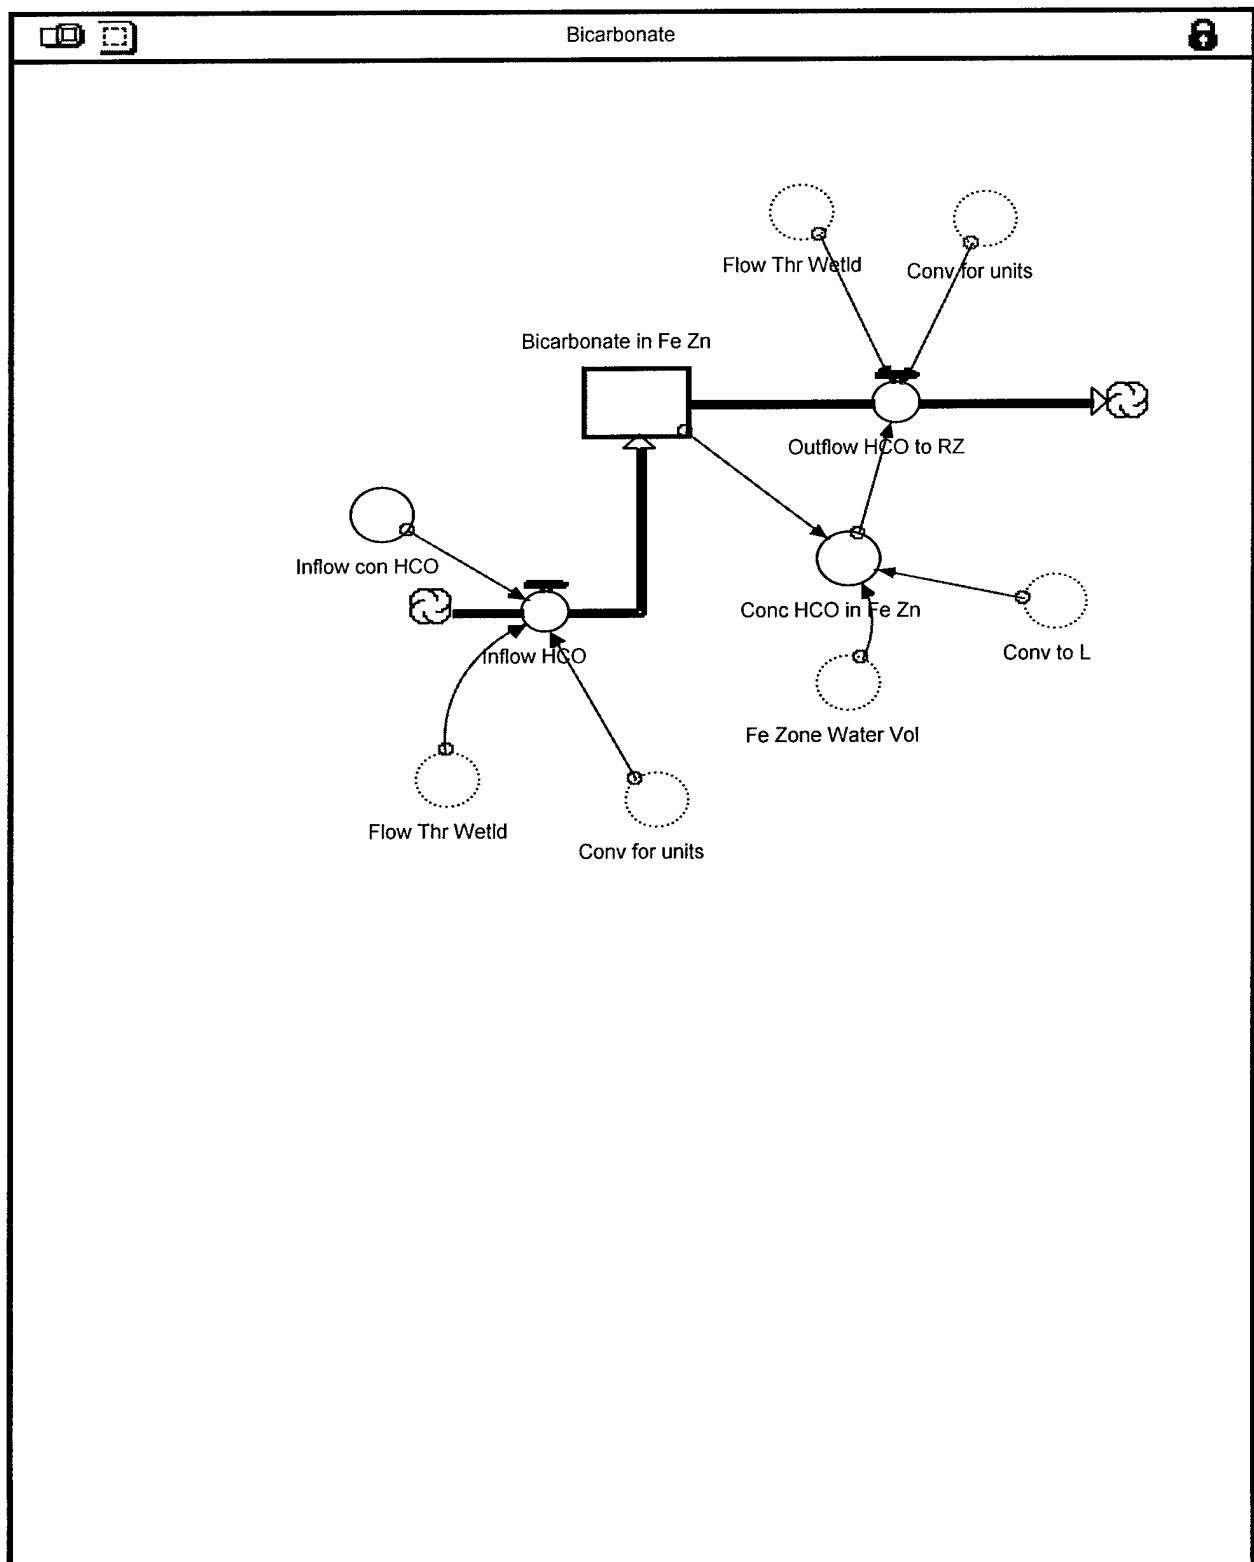 Bicarbonate
Flow Thr Wetld
Conv for units
Bicarbonate in Fe Zn
Outflow HCO to RZ
Inflow con HCO
Conc HCO in Fe Zn
Inflow HCO
Conv to L
Fe Zone Water Vol
Flow Thr Wetld
Conv for units